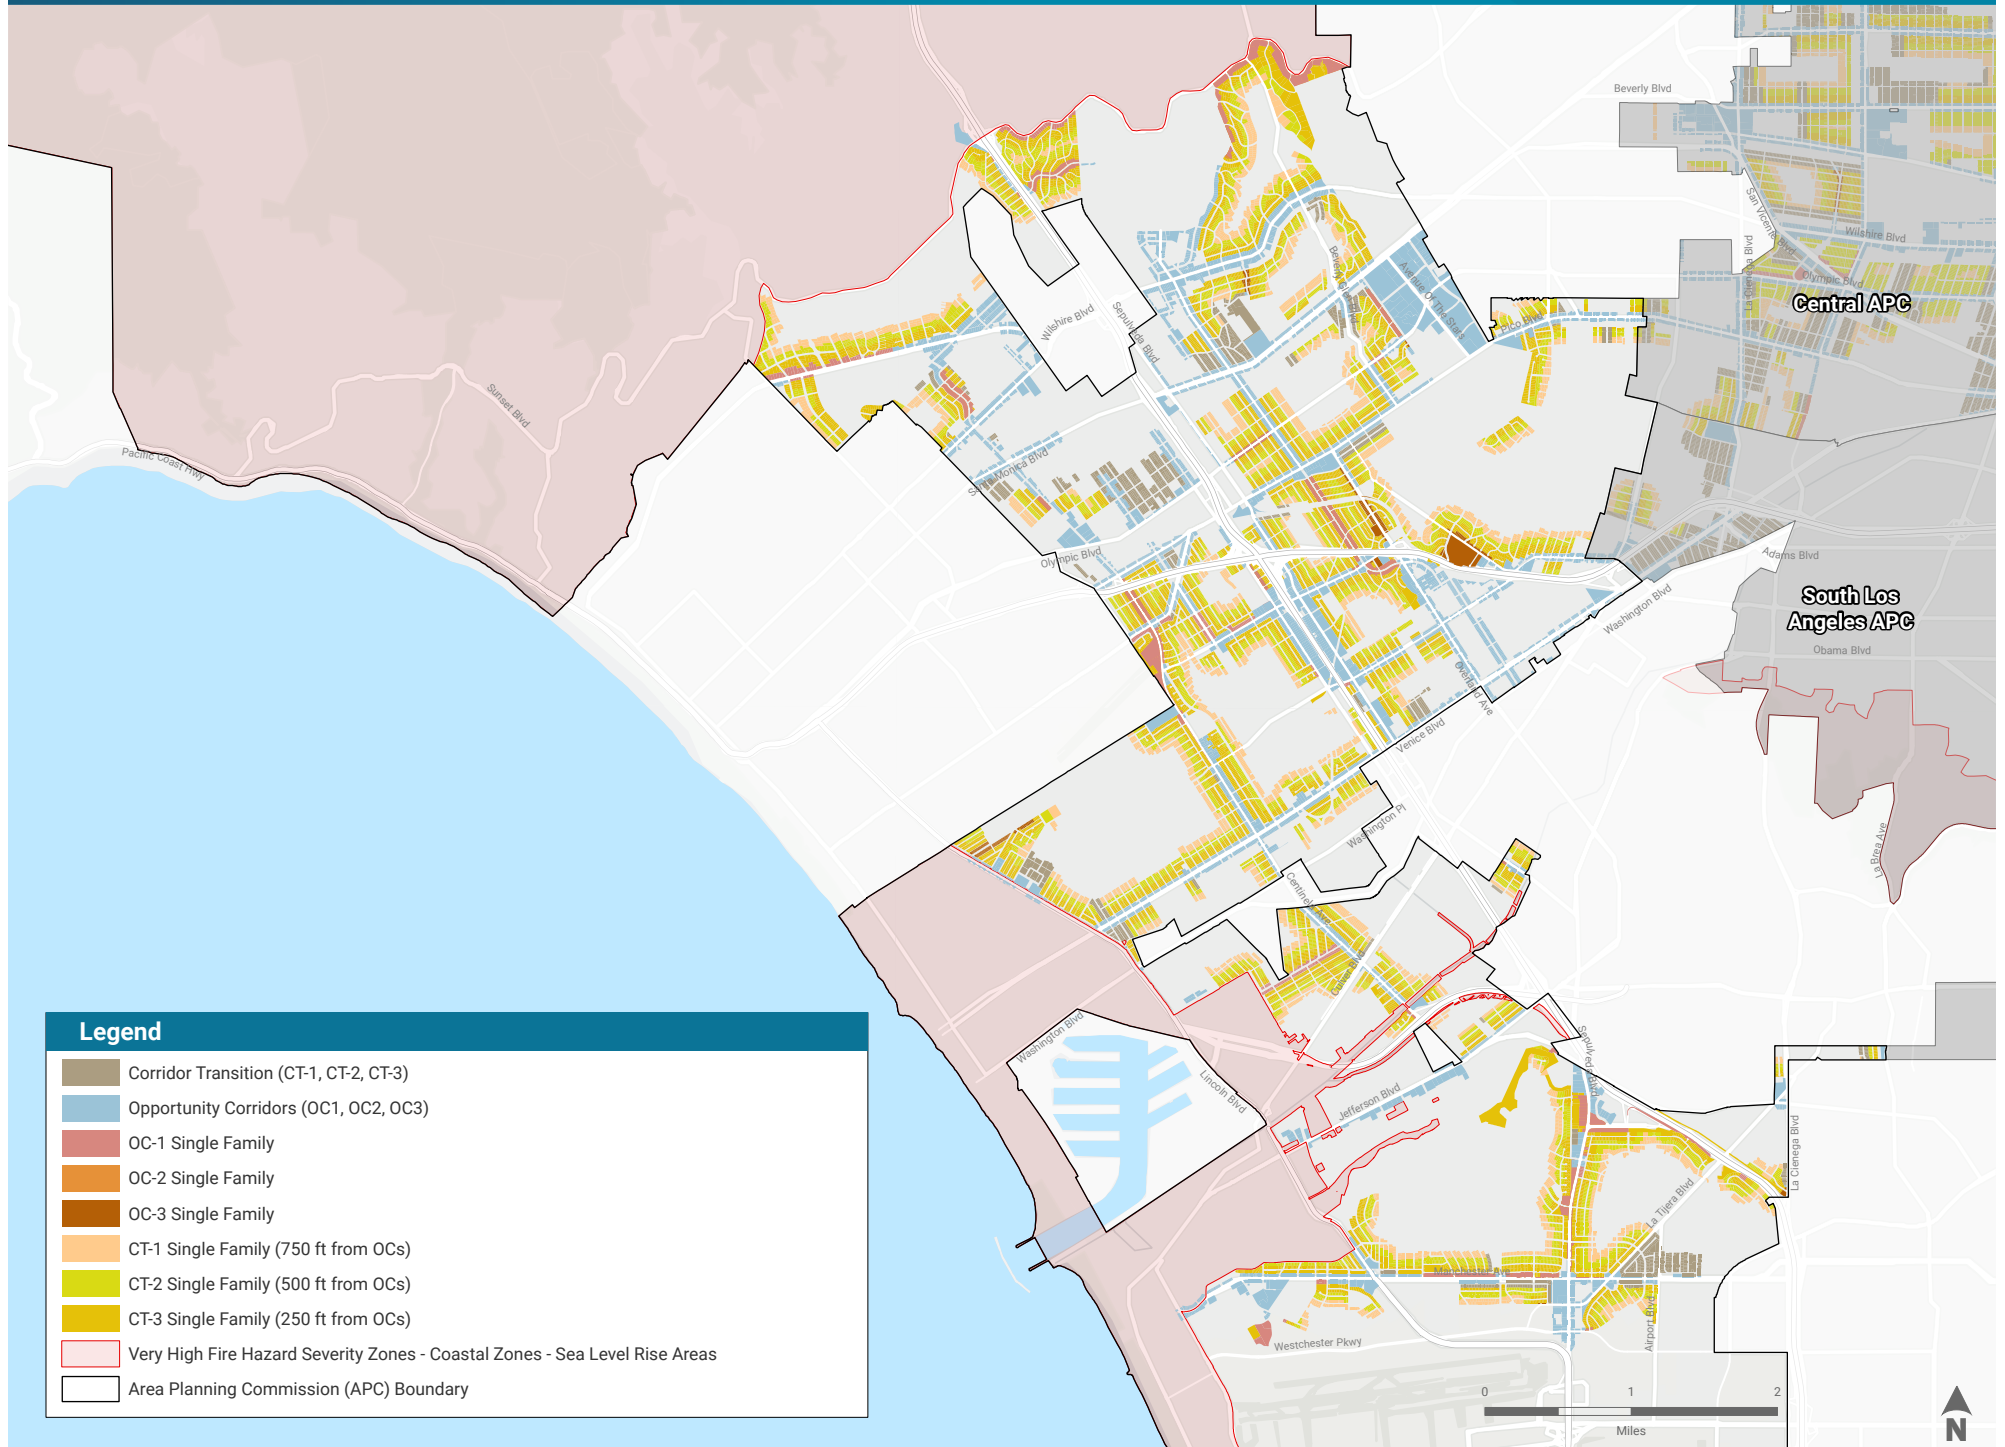 Beverly Blvd
San Vicente Blvd
Wilshire Blvd
La Cienega Blvd
Olympic Blvd
Central APC
Beverly Glen Blvd
Avenue Of The Stars
Pico Blvd
Wilshire Blvd
Sepulveda Blvd
Sunset Blvd
Pacific Coast Hwy
Santa Monica Blvd
Olympic Blvd
Adams Blvd
Washington Blvd
South Los
Angeles APC
Obama Blvd
Overland Ave
Venice Blvd
Washington Pl
La Brea Ave
Centinela Ave
Culver Blvd
Washington Blvd
Lincoln Blvd
Jefferson Blvd
Sepulveda Blvd
La Cienega Blvd
La Tijera Blvd
Manchester Ave
Airport Blvd
Westchester Pkwy
Legend
Corridor Transition (CT-1, CT-2, CT-3)
Opportunity Corridors (OC1, OC2, OC3)
OC-1 Single Family
OC-2 Single Family
OC-3 Single Family
CT-1 Single Family (750 ft from OCs)
CT-2 Single Family (500 ft from OCs)
CT-3 Single Family (250 ft from OCs)
Very High Fire Hazard Severity Zones - Coastal Zones - Sea Level Rise Areas
Area Planning Commission (APC) Boundary
0 1 2
Miles
N